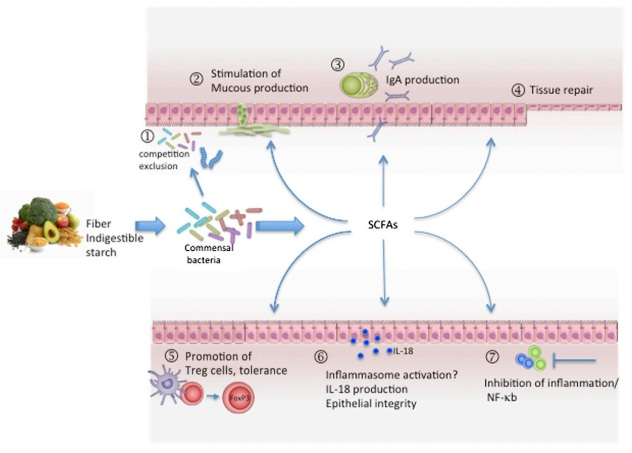 ③
② Stimulation of
Mucous production
IgA production
④ Tissue repair
①
competition
exclusion
Fiber
Indigestible
starch
Commensal
bacteria
SCFAs
⑤ Promotion of
Treg cells, tolerance
FoxP3
⑥
IL-18
Inflammasome activation?
IL-18 production
Epithelial integrity
⑦
Inhibition of inflammation/
NF-κb